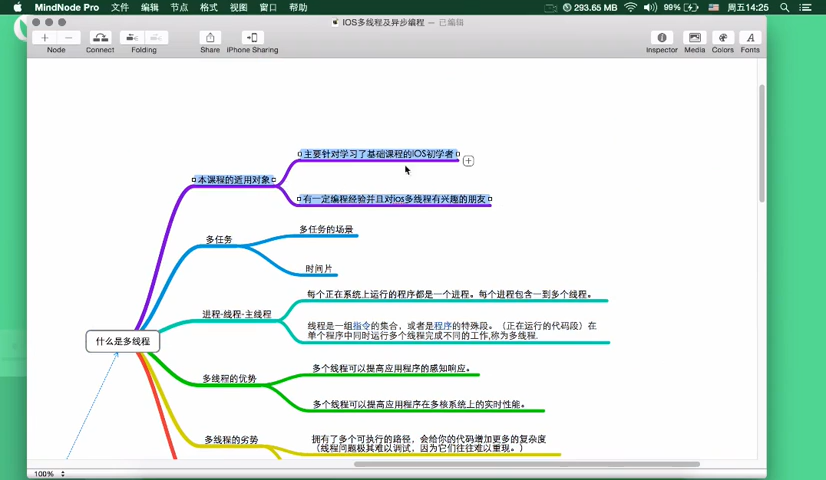 MindNode Pro 文件 编辑 节点 格式 视图 窗口 帮助 293.65 MB 99% 周五14:25
IOS多线程及异步编程 — 已编辑
Node Connect Folding Share iPhone Sharing Inspector Media Colors Fonts
主要针对学习了基础课程的IOS初学者
本课程的适用对象
有一定编程经验并且对ios多线程有兴趣的朋友
多任务的场景
多任务
时间片
每个正在系统上运行的程序都是一个进程。每个进程包含一到多个线程。
进程-线程-主线程
线程是一组指令的集合，或者是程序的特殊段。（正在运行的代码段）在
单个程序中同时运行多个线程完成不同的工作,称为多线程.
什么是多线程
多个线程可以提高应用程序的感知响应。
多线程的优势
多个线程可以提高应用程序在多核系统上的实时性能。
多线程的劣势
拥有了多个可执行的路径，会给你的代码增加更多的复杂度
（线程问题极其难以调试，因为它们往往难以重现。）
100%